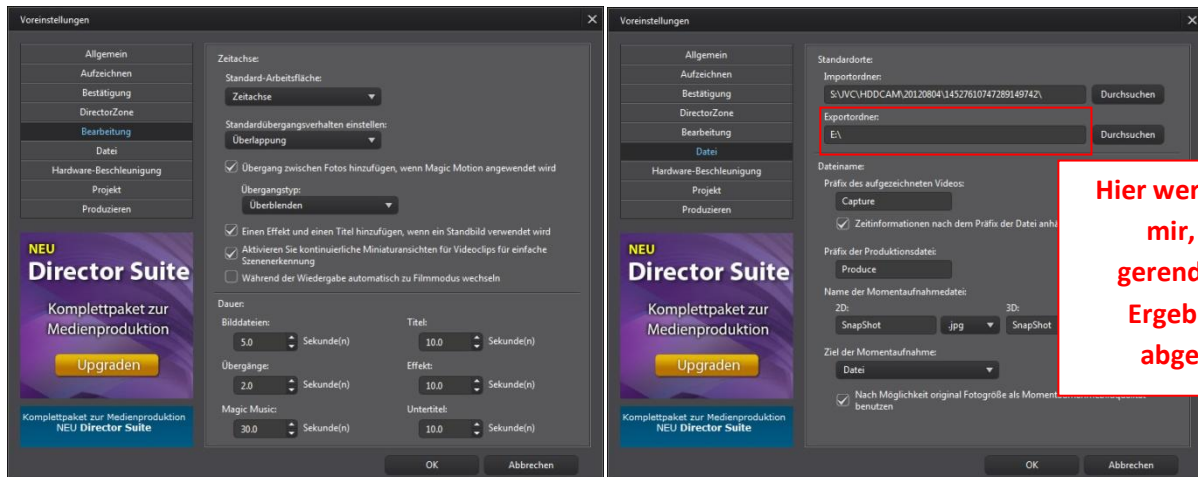 Voreinstellungen
Allgemein
Aufzeichnen
Bestätigung
DirectorZone
Bearbeitung
Datei
Hardware-Beschleunigung
Projekt
Produzieren
NEU
Director Suite
Komplettpaket zur
Medienproduktion
Upgraden
Komplettpaket zur Medienproduktion
NEU Director Suite
Zeitachse:
Standard-Arbeitsfläche:
Zeitachse
Standardübergangsverhalten einstellen:
Überlappung
Übergang zwischen Fotos hinzufügen, wenn Magic Motion angewendet wird
Übergangstyp:
Überblenden
Einen Effekt und einen Titel hinzufügen, wenn ein Standbild verwendet wird
Aktivieren Sie kontinuierliche Miniaturansichten für Videoclips für einfache
Szenenerkennung
Während der Wiedergabe automatisch zu Filmmodus wechseln
Dauer:
Bilddateien: Titel:
5.0 Sekunde(n) 10.0 Sekunde(n)
Übergänge: Effekt:
2.0 Sekunde(n) 10.0 Sekunde(n)
Magic Music: Untertitel:
30.0 Sekunde(n) 10.0 Sekunde(n)
OK Abbrechen
Voreinstellungen
Allgemein
Aufzeichnen
Bestätigung
DirectorZone
Bearbeitung
Datei
Hardware-Beschleunigung
Projekt
Produzieren
NEU
Director Suite
Komplettpaket zur
Medienproduktion
Upgraden
Komplettpaket zur Medienproduktion
NEU Director Suite
Standardorte:
Importordner:
S:\JVC\HDDCAM\20120804\14527610747289149742\ Durchsuchen
Exportordner:
E:\ Durchsuchen
Dateiname:
Präfix des aufgezeichneten Videos:
Capture
Zeitinformationen nach dem Präfix der Datei
Präfix der Produktionsdatei:
Produce
Name der Momentaufnahmedatei:
2D: 3D:
SnapShot .jpg SnapShot
Ziel der Momentaufnahme:
Datei
Nach Möglichkeit original Fotogröße als
benutzen
OK Abbrechen
Hier wer
mir,
gerend
Ergeb
abge